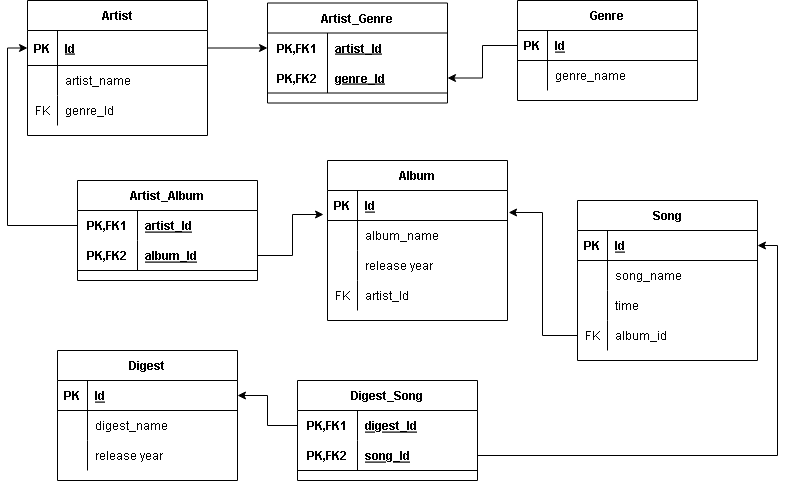 Artist
PK Id
artist_name
FK genre_Id
Artist_Genre
PK,FK1 artist_Id
PK,FK2 genre_Id
Genre
PK Id
genre_name
Artist_Album
PK,FK1 artist_Id
PK,FK2 album_Id
Album
PK Id
album_name
release year
FK artist_Id
Song
PK Id
song_name
time
FK album_id
Digest
PK Id
digest_name
release year
Digest_Song
PK,FK1 digest_Id
PK,FK2 song_Id